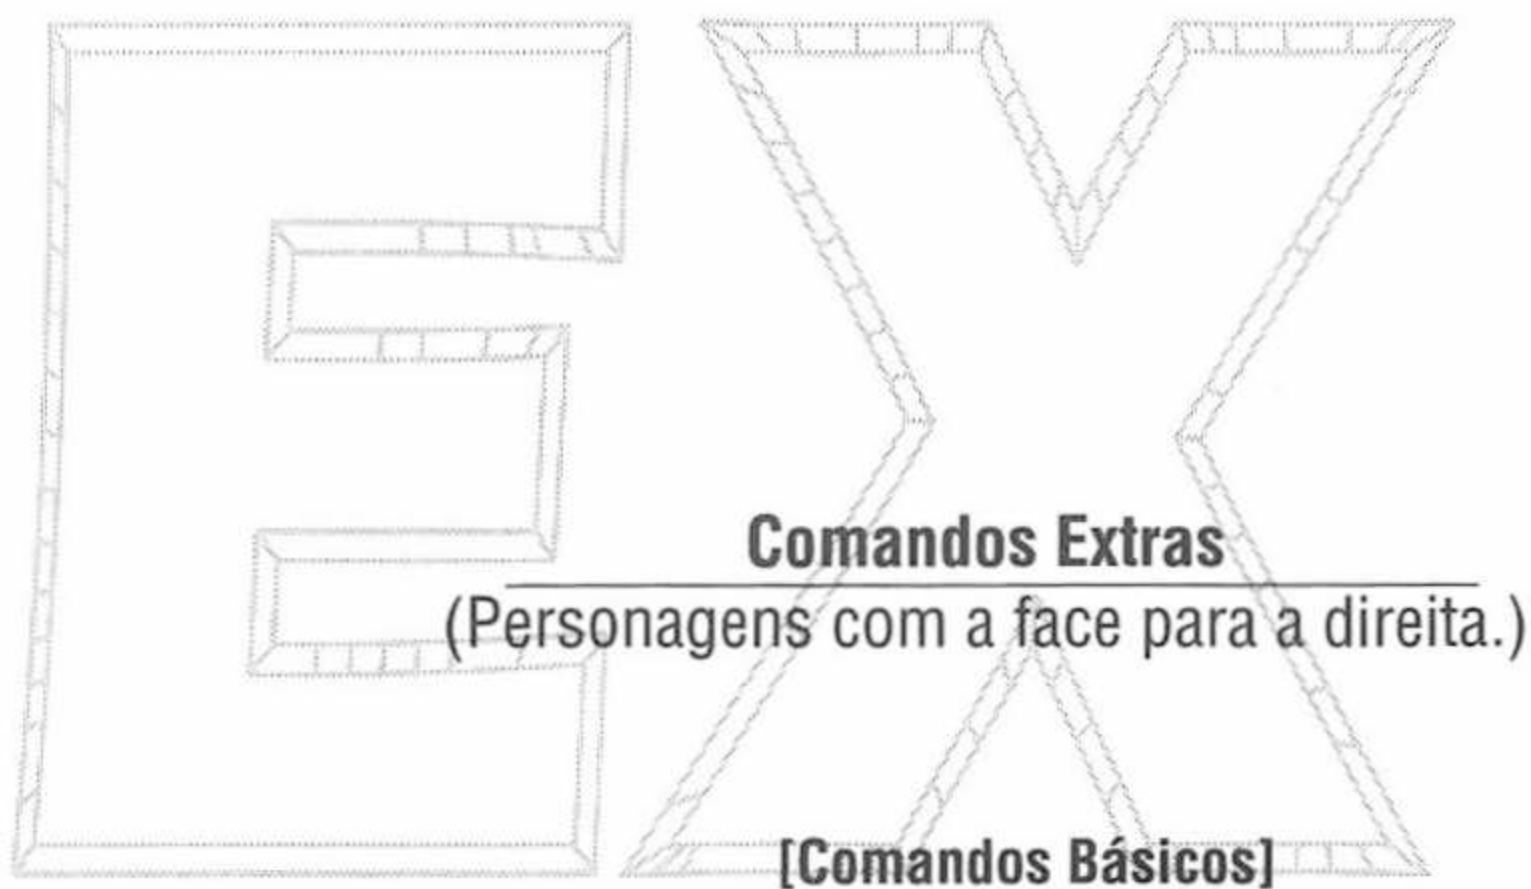 EX
Comandos Extras
(Personagens com a face para a direita.)
[Comandos Básicos]